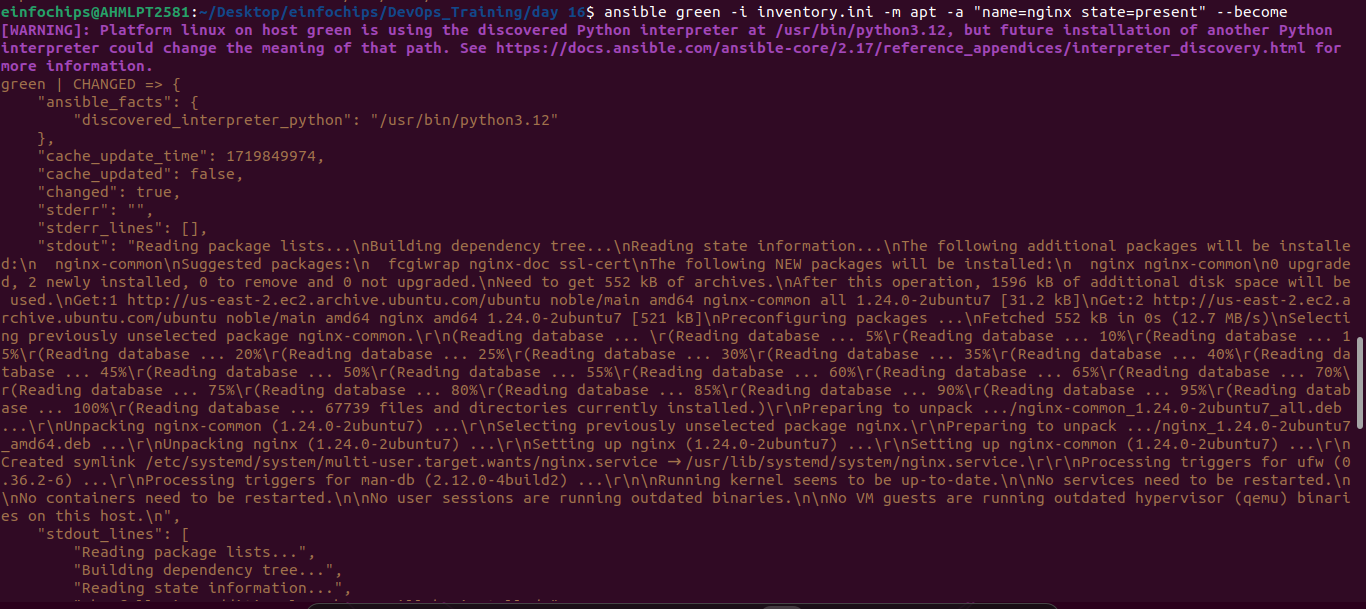 einfochips@AHMLPT2581:~/Desktop/einfochips/DevOps_Training/day 16$ ansible green -i inventory.ini -m apt -a "name=nginx state=present" --become
[WARNING]: Platform linux on host green is using the discovered Python interpreter at /usr/bin/python3.12, but future installation of another Python
interpreter could change the meaning of that path. See https://docs.ansible.com/ansible-core/2.17/reference_appendices/interpreter_discovery.html for
more information.
green | CHANGED => {
    "ansible_facts": {
        "discovered_interpreter_python": "/usr/bin/python3.12"
    },
    "cache_update_time": 1719849974,
    "cache_updated": false,
    "changed": true,
    "stderr": "",
    "stderr_lines": [],
    "stdout": "Reading package lists...\nBuilding dependency tree...\nReading state information...\nThe following additional packages will be installe
d:\n  nginx-common\nSuggested packages:\n  fcgiwrap nginx-doc ssl-cert\nThe following NEW packages will be installed:\n  nginx nginx-common\n0 upgrade
d, 2 newly installed, 0 to remove and 0 not upgraded.\nNeed to get 552 kB of archives.\nAfter this operation, 1596 kB of additional disk space will be
 used.\nGet:1 http://us-east-2.ec2.archive.ubuntu.com/ubuntu noble/main amd64 nginx-common all 1.24.0-2ubuntu7 [31.2 kB]\nGet:2 http://us-east-2.ec2.a
rchive.ubuntu.com/ubuntu noble/main amd64 nginx amd64 1.24.0-2ubuntu7 [521 kB]\nPreconfiguring packages ...\nFetched 552 kB in 0s (12.7 MB/s)\nSelecti
ng previously unselected package nginx-common.\r\n(Reading database ... \r(Reading database ... 5%\r(Reading database ... 10%\r(Reading database ... 1
5%\r(Reading database ... 20%\r(Reading database ... 25%\r(Reading database ... 30%\r(Reading database ... 35%\r(Reading database ... 40%\r(Reading da
tabase ... 45%\r(Reading database ... 50%\r(Reading database ... 55%\r(Reading database ... 60%\r(Reading database ... 65%\r(Reading database ... 70%\
r(Reading database ... 75%\r(Reading database ... 80%\r(Reading database ... 85%\r(Reading database ... 90%\r(Reading database ... 95%\r(Reading datab
ase ... 100%\r(Reading database ... 67739 files and directories currently installed.)\r\nPreparing to unpack .../nginx-common_1.24.0-2ubuntu7_all.deb
...\r\nUnpacking nginx-common (1.24.0-2ubuntu7) ...\r\nSelecting previously unselected package nginx.\r\nPreparing to unpack .../nginx_1.24.0-2ubuntu7
_amd64.deb ...\r\nUnpacking nginx (1.24.0-2ubuntu7) ...\r\nSetting up nginx (1.24.0-2ubuntu7) ...\r\nSetting up nginx-common (1.24.0-2ubuntu7) ...\r\n
Created symlink /etc/systemd/system/multi-user.target.wants/nginx.service → /usr/lib/systemd/system/nginx.service.\r\r\nProcessing triggers for ufw (0
.36.2-6) ...\r\nProcessing triggers for man-db (2.12.0-4build2) ...\r\n\nRunning kernel seems to be up-to-date.\n\nNo services need to be restarted.\n
\nNo containers need to be restarted.\n\nNo user sessions are running outdated binaries.\n\nNo VM guests are running outdated hypervisor (qemu) binari
es on this host.\n",
    "stdout_lines": [
        "Reading package lists...",
        "Building dependency tree...",
        "Reading state information...",